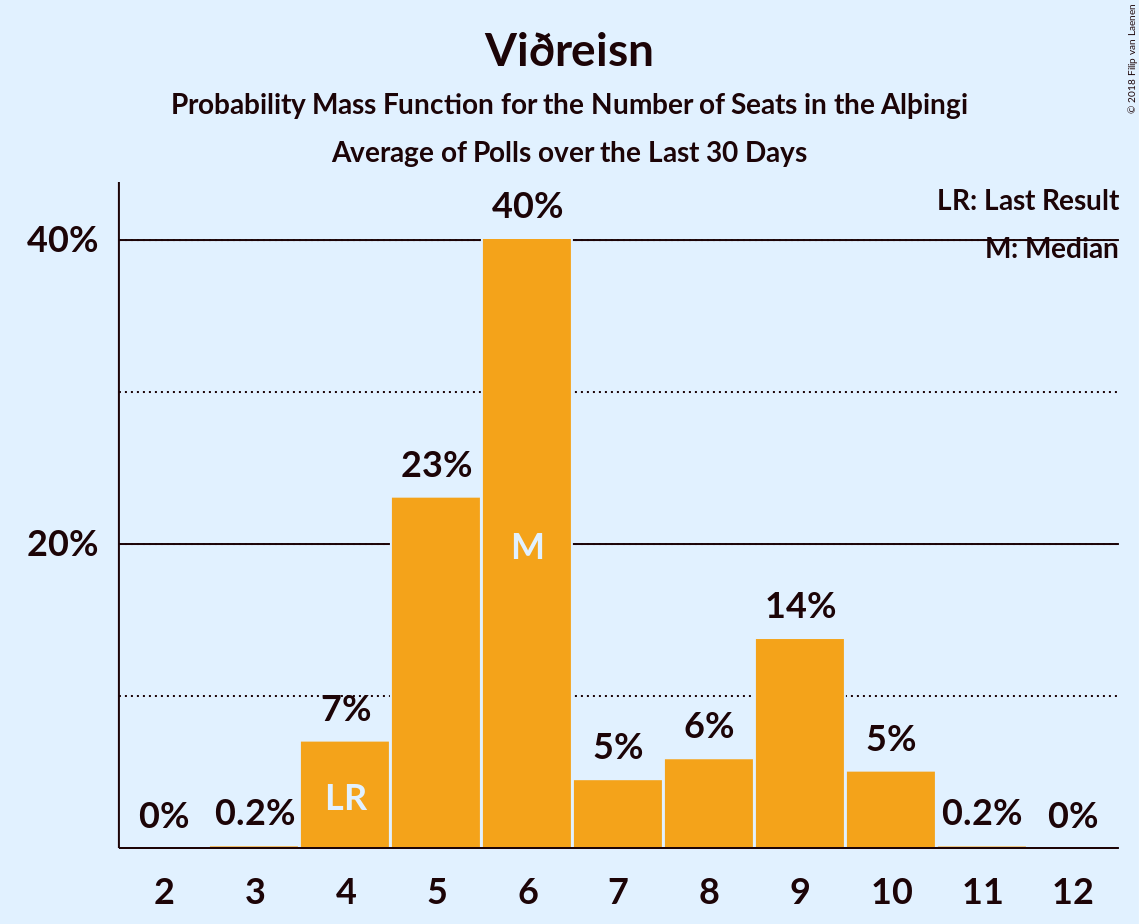 Viðreisn
Probability Mass Function for the Number of Seats in the Alþingi
Average of Polls over the Last 30 Days
© 2018 Filip van Laenen
LR: Last Result
M: Median
40%
20%
0%
0.2%
7%
23%
40%
5%
6%
14%
5%
0.2%
0%
LR
M
2 3 4 5 6 7 8 9 10 11 12